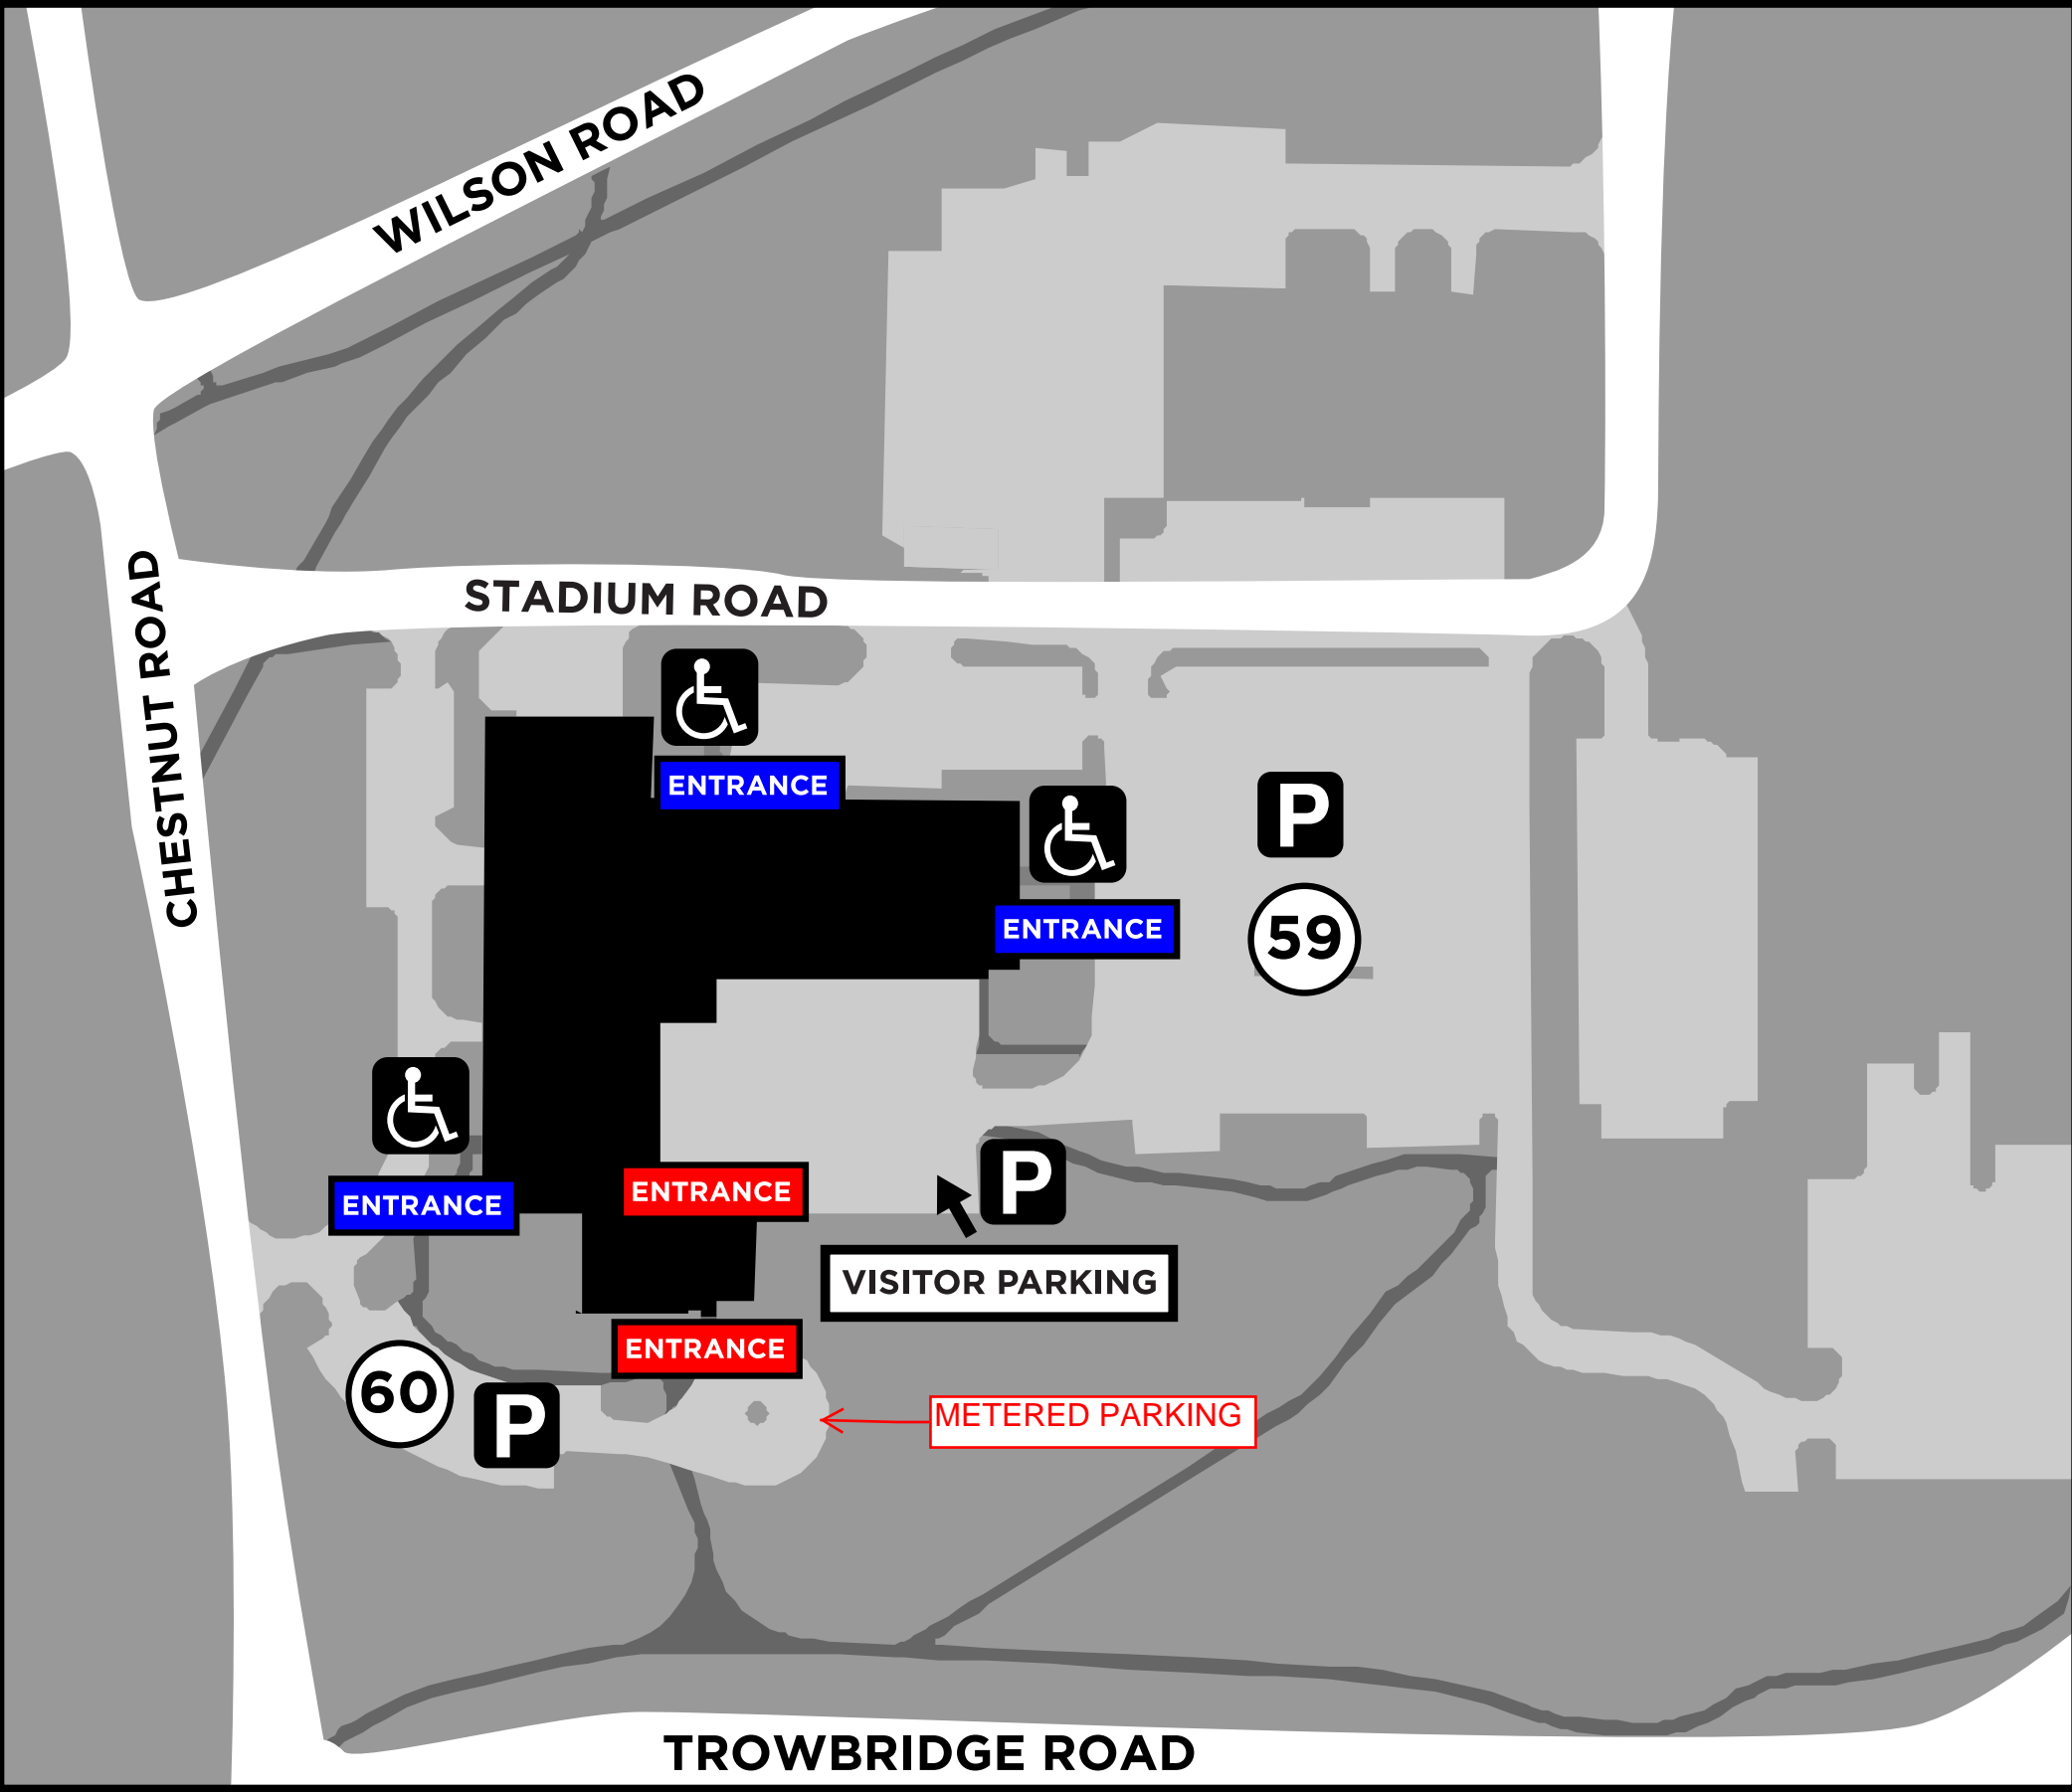 WILSON ROAD
STADIUM ROAD
CHESTNUT ROAD
ENTRANCE
P
ENTRANCE
59
ENTRANCE
ENTRANCE
P
VISITOR PARKING
ENTRANCE
60
P
METERED PARKING
TROWBRIDGE ROAD